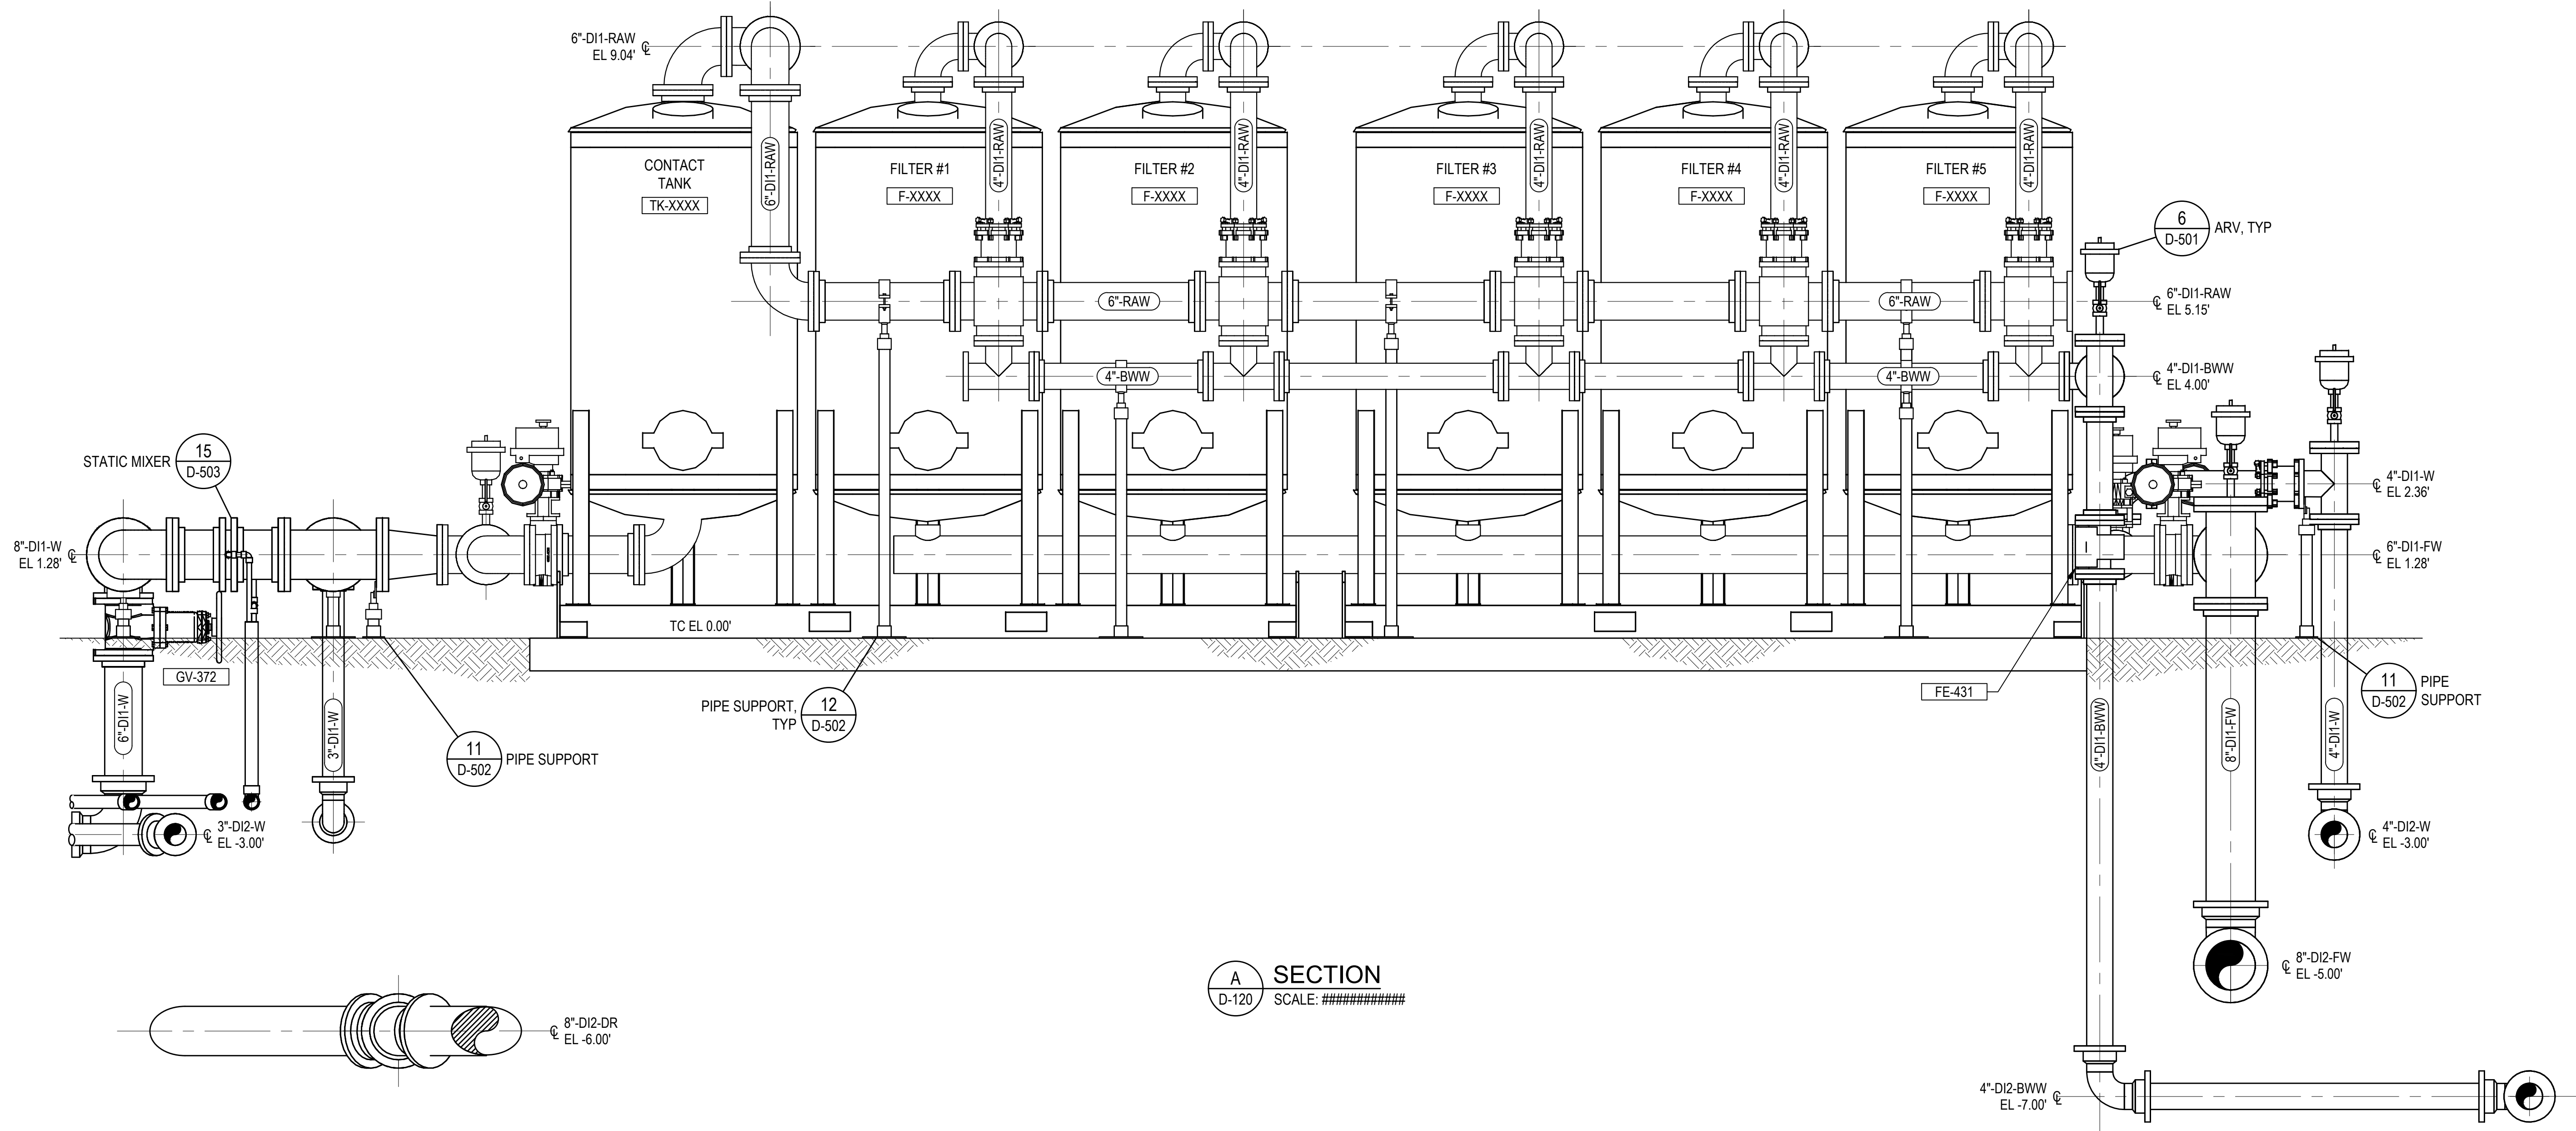 6"-DI1-RAW ℄
EL 9.04'
CONTACT
TANK
TK-XXXX
6"-DI1-RAW
FILTER #1
F-XXXX
4"-DI1-RAW
FILTER #2
F-XXXX
4"-DI1-RAW
FILTER #3
F-XXXX
4"-DI1-RAW
FILTER #4
F-XXXX
4"-DI1-RAW
FILTER #5
F-XXXX
4"-DI1-RAW
6
D-501
ARV, TYP
6"-RAW
6"-RAW
℄ 6"-DI1-RAW
EL 5.15'
4"-BWW
4"-BWW
℄ 4"-DI1-BWW
EL 4.00'
STATIC MIXER
15
D-503
℄ 4"-DI1-W
EL 2.36'
8"-DI1-W ℄
EL 1.28'
℄ 6"-DI1-FW
EL 1.28'
TC EL 0.00'
GV-372
6"-DI1-W
3"-DI1-W
11
D-502
PIPE SUPPORT
PIPE SUPPORT,
TYP
12
D-502
FE-431
4"-DI1-BWW
8"-DI1-FW
4"-DI1-W
11
D-502
PIPE
SUPPORT
℄ 3"-DI2-W
EL -3.00'
℄ 4"-DI2-W
EL -3.00'
℄ 8"-DI2-FW
EL -5.00'
A
D-120
SECTION
SCALE: ############
℄ 8"-DI2-DR
EL -6.00'
4"-DI2-BWW ℄
EL -7.00'